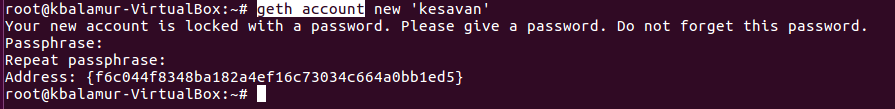 root@kbalamur-VirtualBox:~# geth account new 'kesavan'
Your new account is locked with a password. Please give a password. Do not forget this password.
Passphrase:
Repeat passphrase:
Address: {f6c044f8348ba182a4ef16c73034c664a0bb1ed5}
root@kbalamur-VirtualBox:~#